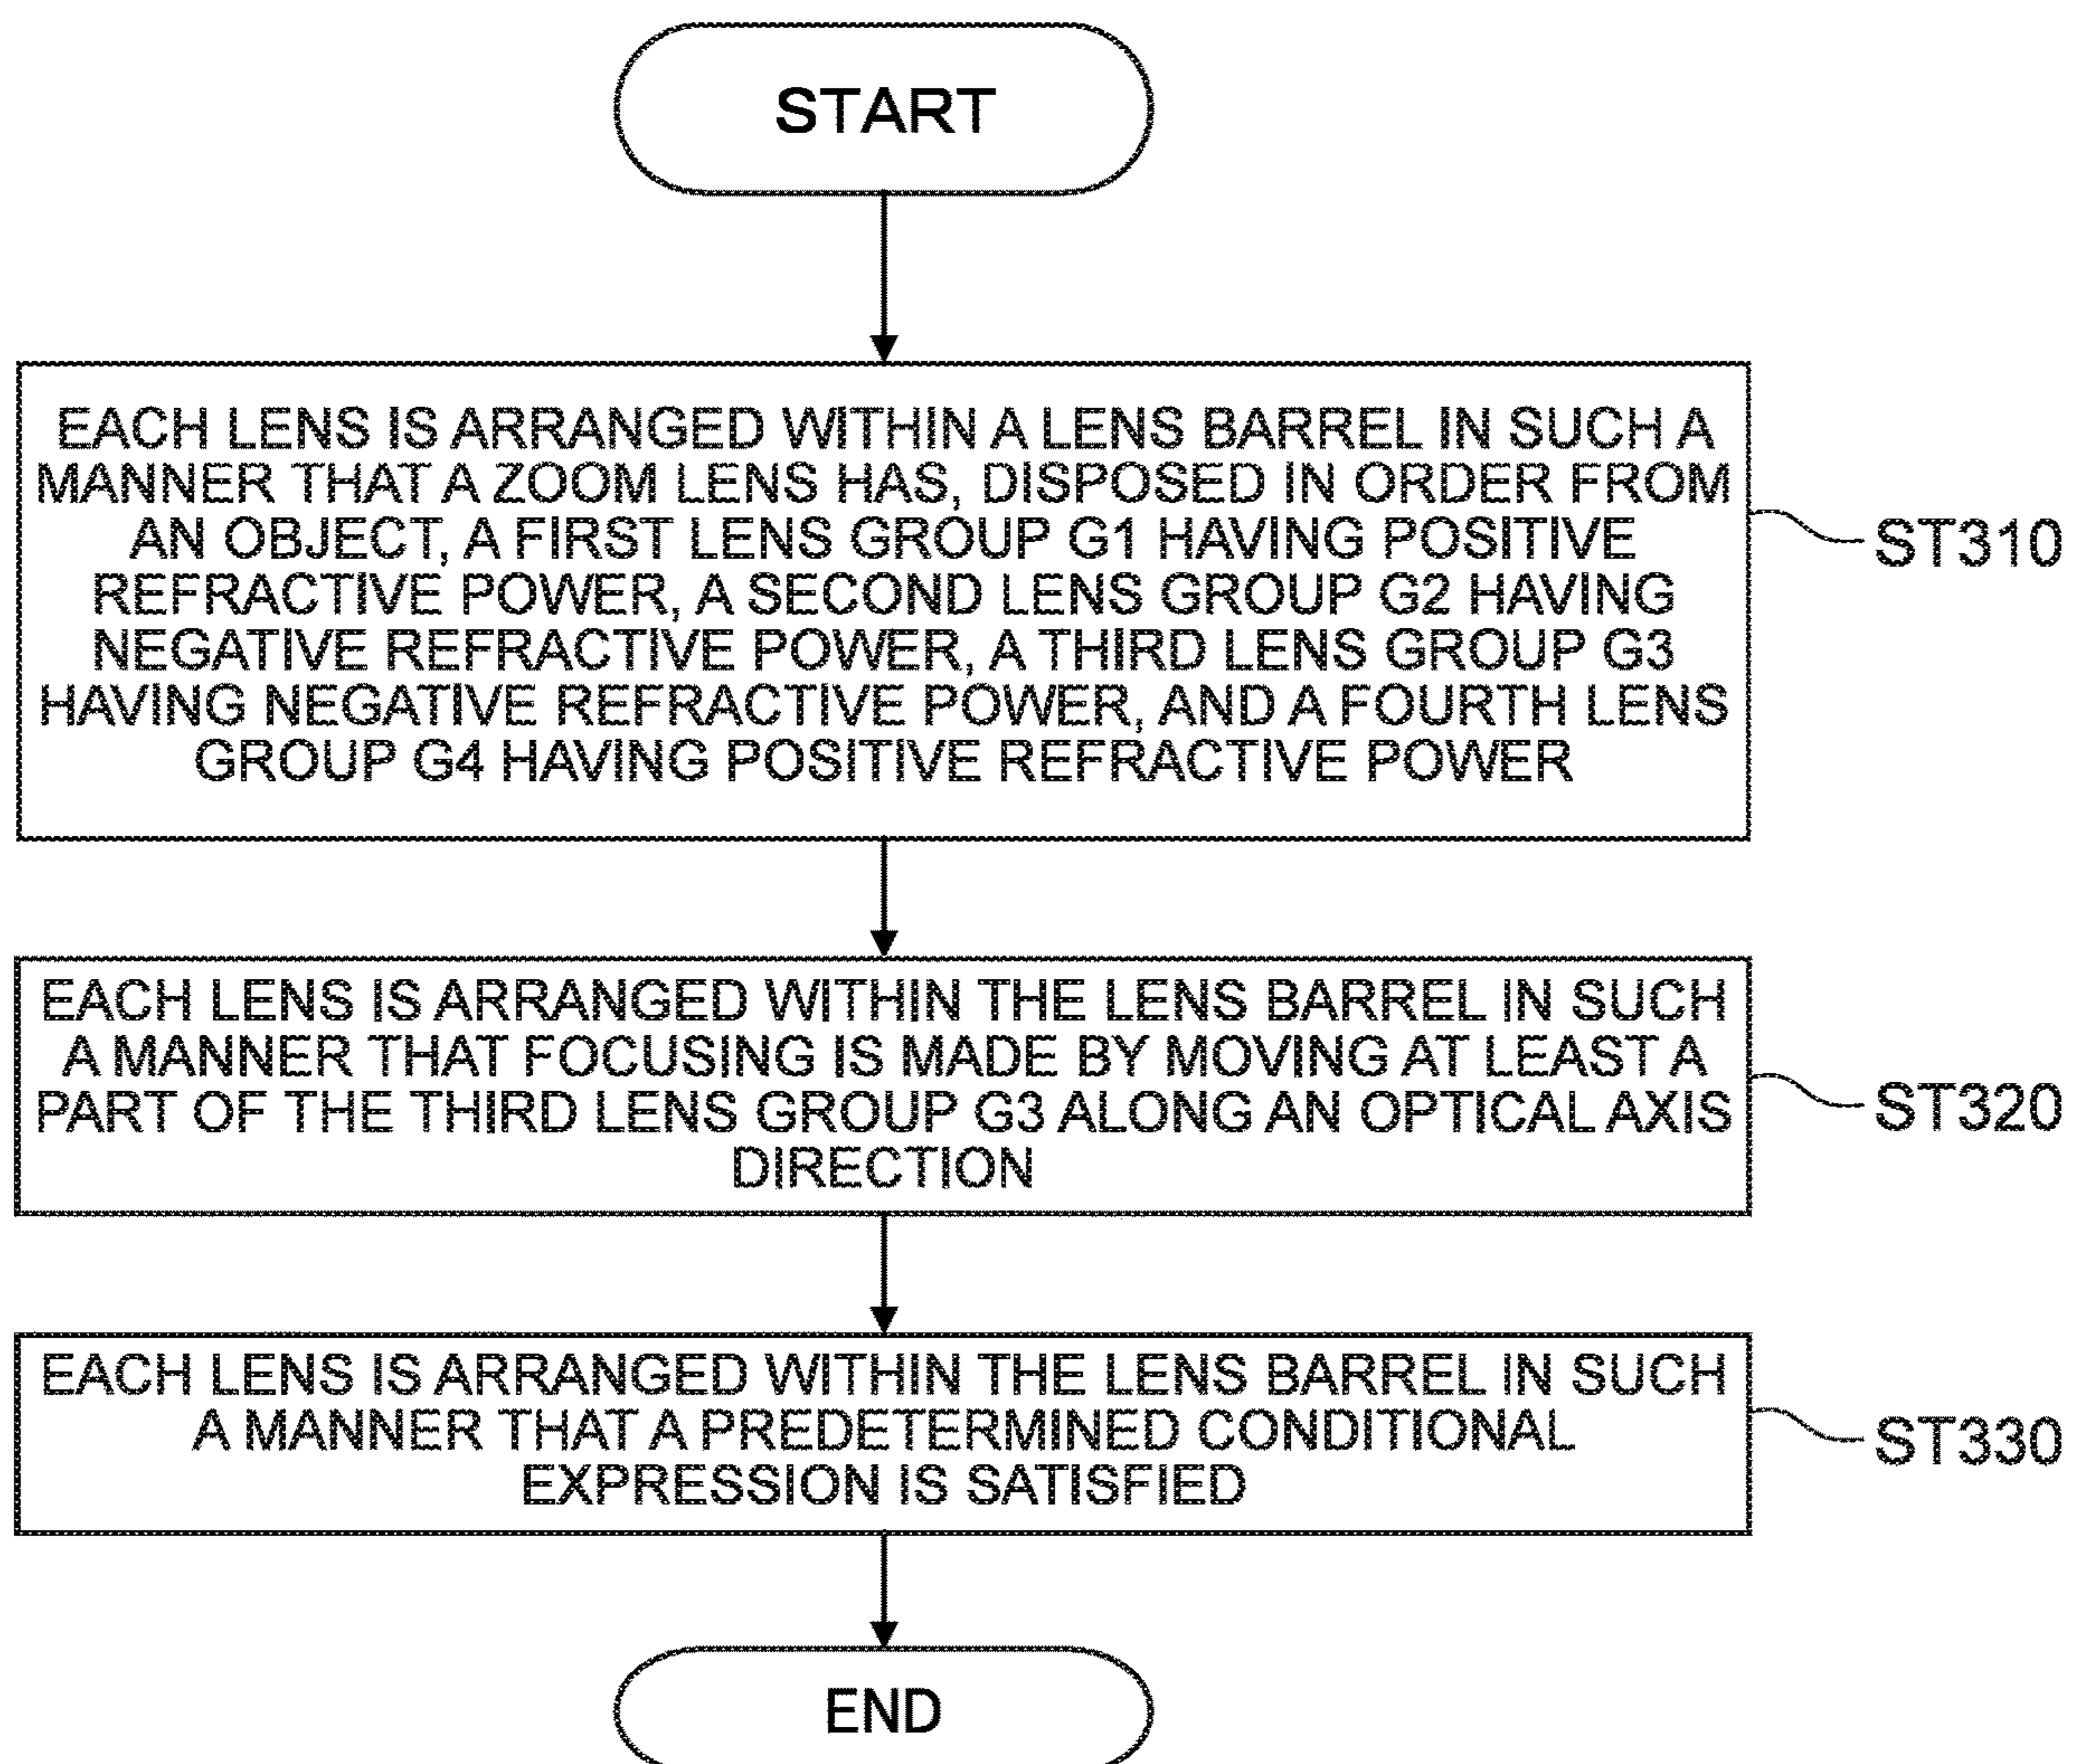 START
EACH LENS IS ARRANGED WITHIN A LENS BARREL IN SUCH A
MANNER THAT A ZOOM LENS HAS, DISPOSED IN ORDER FROM
AN OBJECT, A FIRST LENS GROUP G1 HAVING POSITIVE
REFRACTIVE POWER, A SECOND LENS GROUP G2 HAVING
NEGATIVE REFRACTIVE POWER, A THIRD LENS GROUP G3
HAVING NEGATIVE REFRACTIVE POWER, AND A FOURTH LENS
GROUP G4 HAVING POSITIVE REFRACTIVE POWER
ST310
EACH LENS IS ARRANGED WITHIN THE LENS BARREL IN SUCH
A MANNER THAT FOCUSING IS MADE BY MOVING AT LEAST A
PART OF THE THIRD LENS GROUP G3 ALONG AN OPTICAL AXIS
DIRECTION
ST320
EACH LENS IS ARRANGED WITHIN THE LENS BARREL IN SUCH
A MANNER THAT A PREDETERMINED CONDITIONAL
EXPRESSION IS SATISFIED
ST330
END